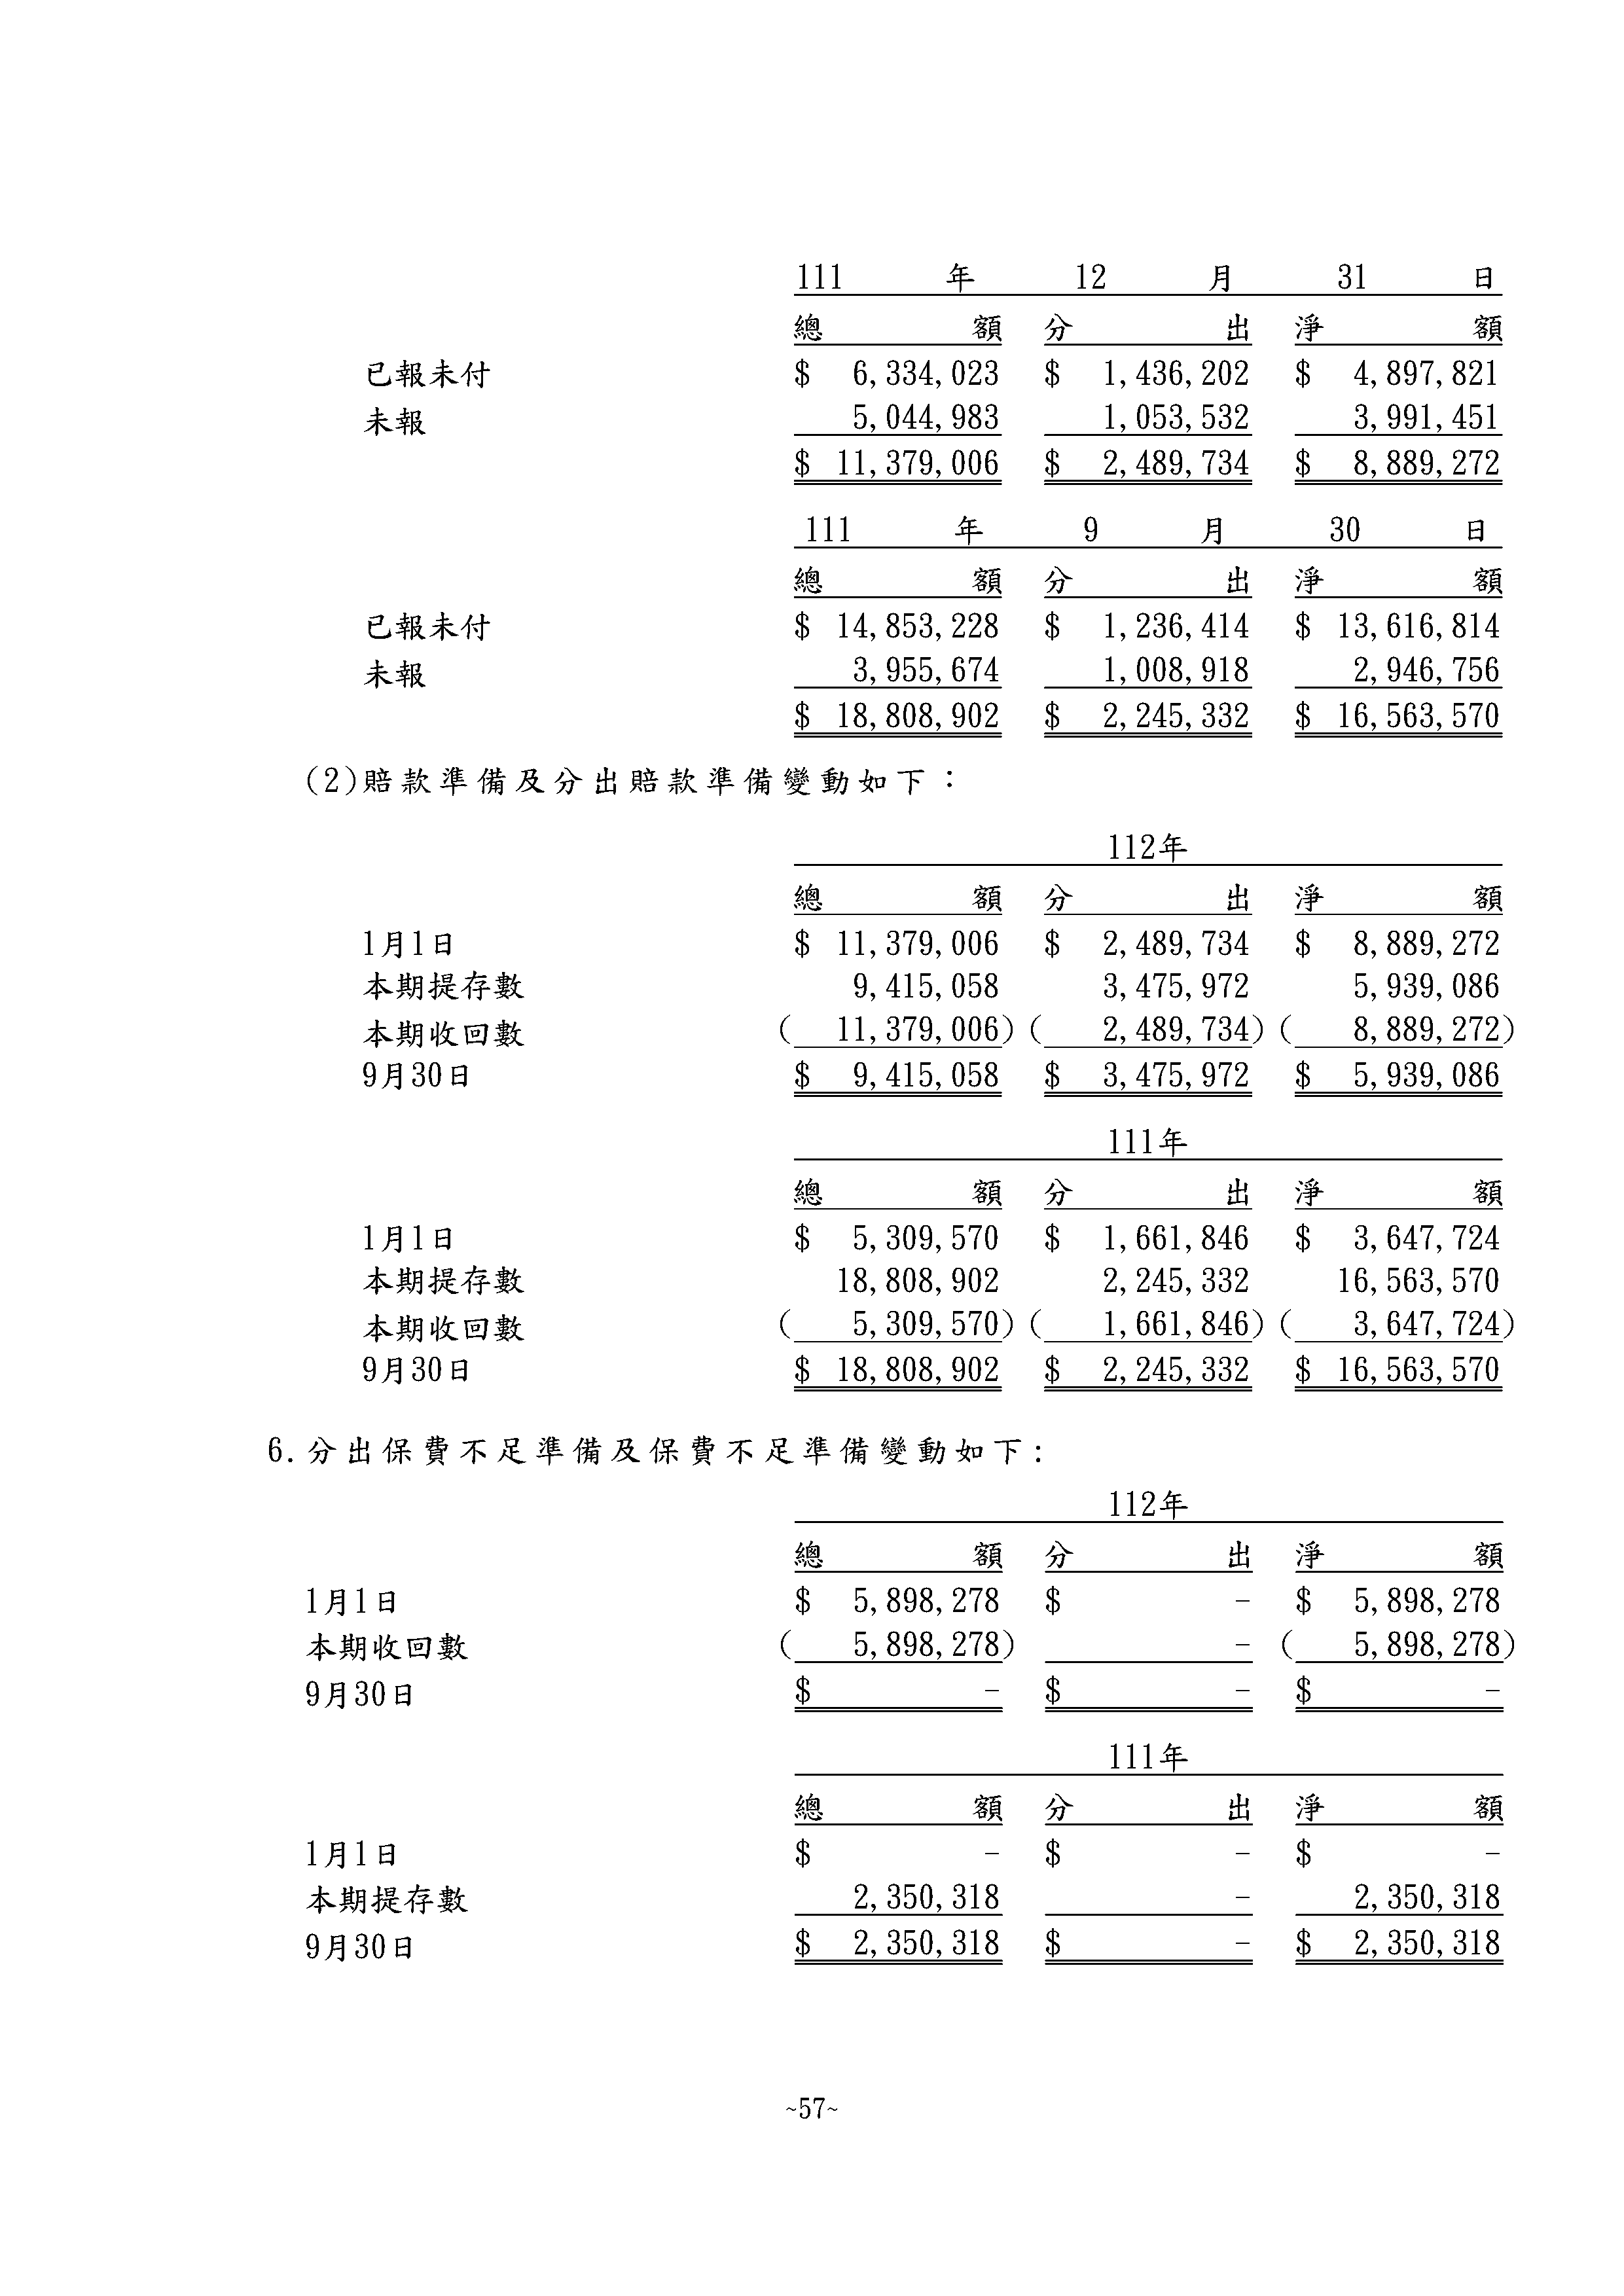 111 年 12 月 31 日
總額 分出 淨額
已報未付 $ 6,334,023 $ 1,436,202 $ 4,897,821
未報 5,044,983 1,053,532 3,991,451
$ 11,379,006 $ 2,489,734 $ 8,889,272
111 年 9 月 30 日
總額 分出 淨額
已報未付 $ 14,853,228 $ 1,236,414 $ 13,616,814
未報 3,955,674 1,008,918 2,946,756
$ 18,808,902 $ 2,245,332 $ 16,563,570
(2)賠款準備及分出賠款準備變動如下：
112年
總額 分出 淨額
1月1日 $ 11,379,006 $ 2,489,734 $ 8,889,272
本期提存數 9,415,058 3,475,972 5,939,086
本期收回數 ( 11,379,006) ( 2,489,734) ( 8,889,272)
9月30日 $ 9,415,058 $ 3,475,972 $ 5,939,086
111年
總額 分出 淨額
1月1日 $ 5,309,570 $ 1,661,846 $ 3,647,724
本期提存數 18,808,902 2,245,332 16,563,570
本期收回數 ( 5,309,570) ( 1,661,846) ( 3,647,724)
9月30日 $ 18,808,902 $ 2,245,332 $ 16,563,570
6.分出保費不足準備及保費不足準備變動如下:
112年
總額 分出 淨額
1月1日 $ 5,898,278 $ - $ 5,898,278
本期收回數 ( 5,898,278) - ( 5,898,278)
9月30日 $ - $ - $ -
111年
總額 分出 淨額
1月1日 $ - $ - $ -
本期提存數 2,350,318 - 2,350,318
9月30日 $ 2,350,318 $ - $ 2,350,318
~57~